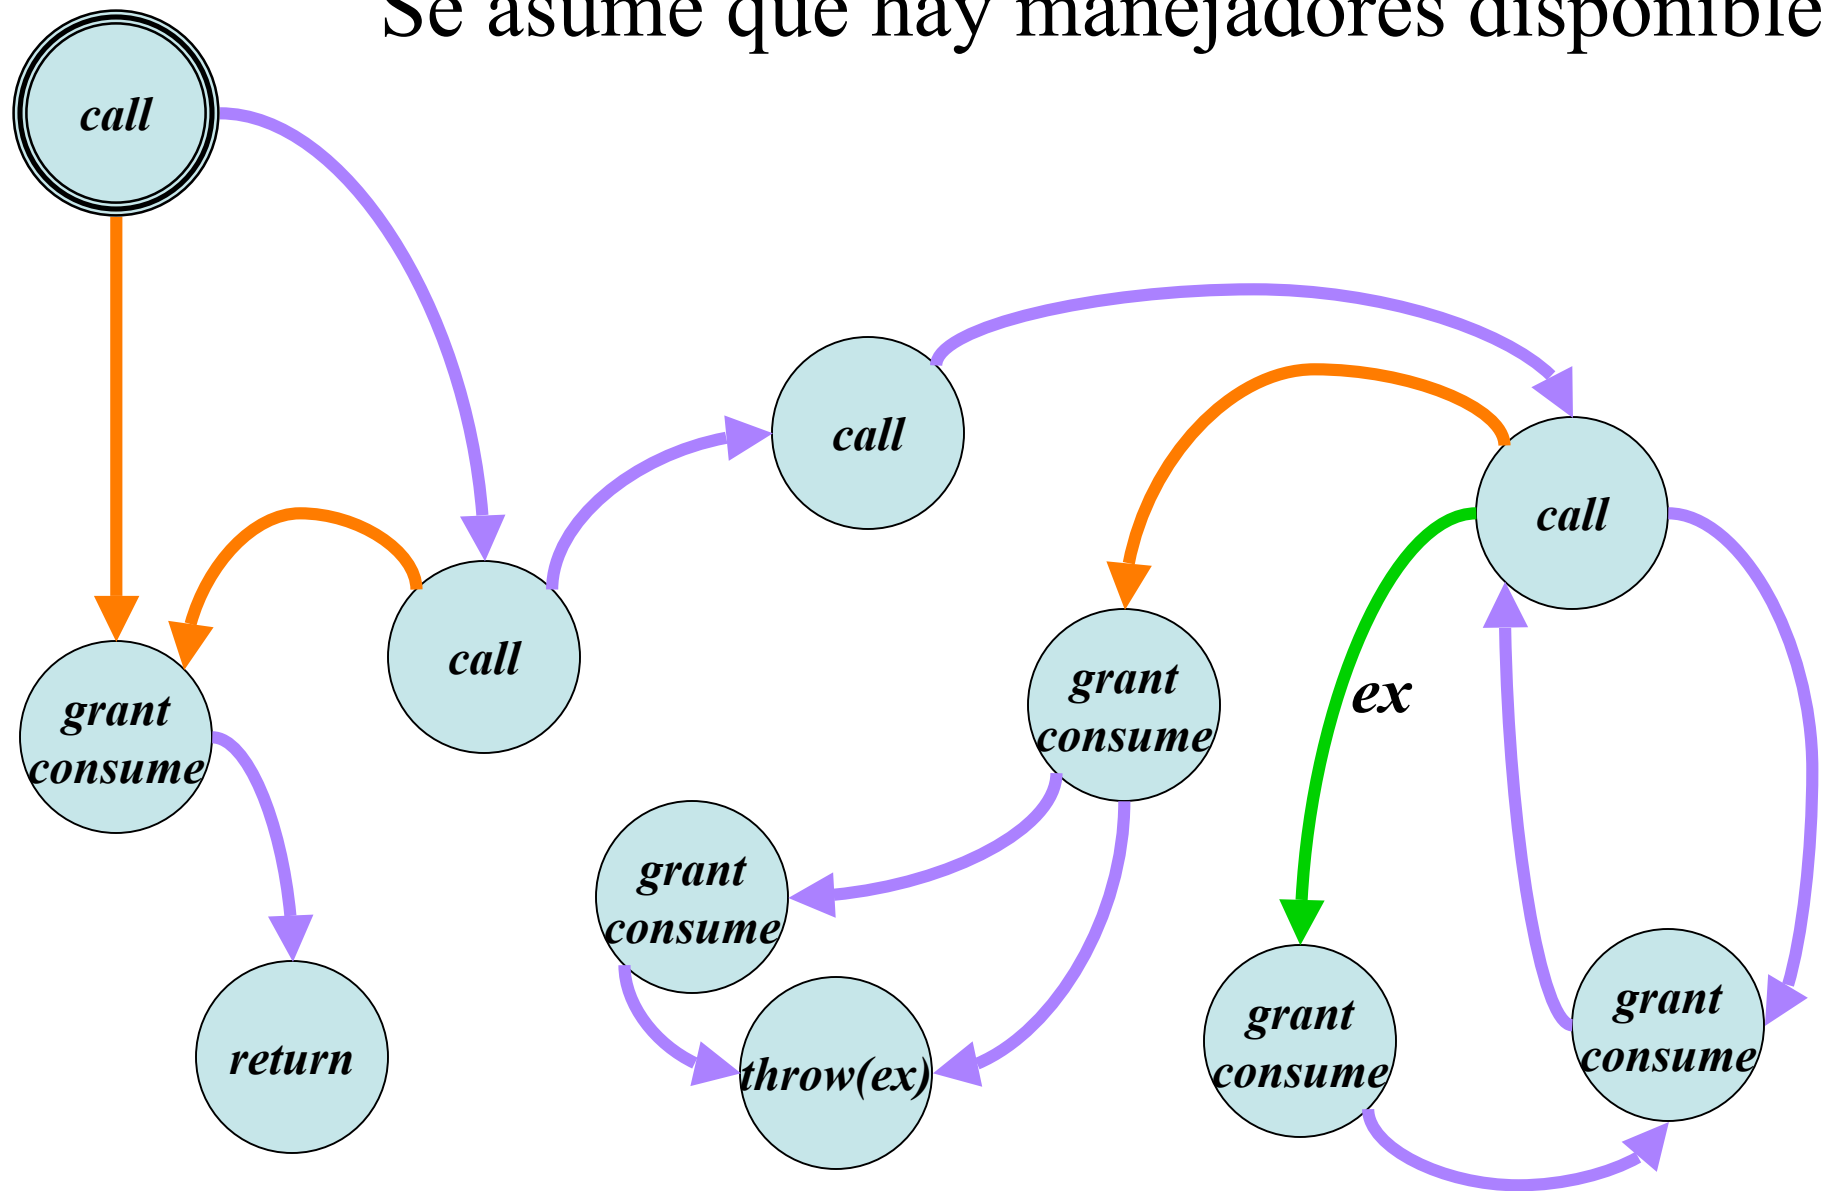 Se asume que hay manejadores disponible
call
call
call
call
ex
grant
consume
grant
consume
grant
consume
grant
consume
grant
consume
return
throw(ex)